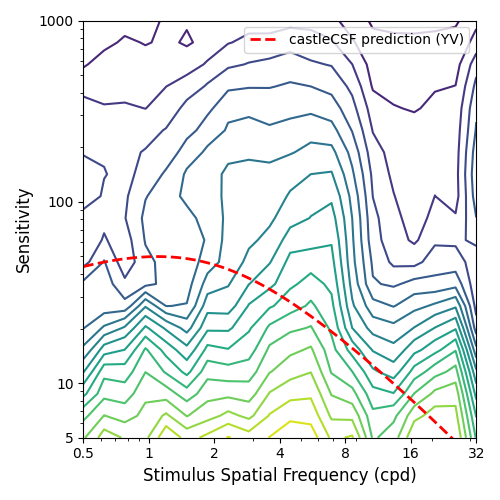 1000
castleCSF prediction (YV)
100
10
5
Sensitivity
0.5 1 2 4 8 16 32
Stimulus Spatial Frequency (cpd)